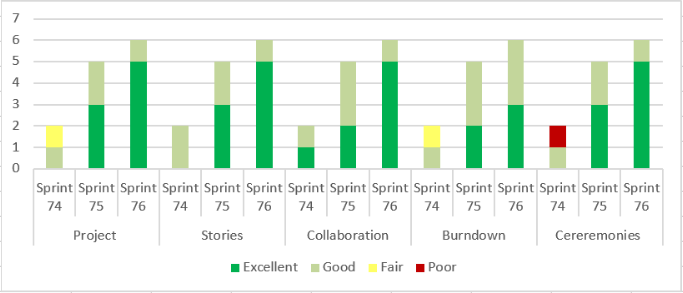 7
6
5
4
3
2
1
0
Sprint 74 Sprint 75 Sprint 76 Sprint 74 Sprint 75 Sprint 76 Sprint 74 Sprint 75 Sprint 76 Sprint 74 Sprint 75 Sprint 76 Sprint 74 Sprint 75 Sprint 76
Project Stories Collaboration Burndown Cereremonies
Excellent Good Fair Poor